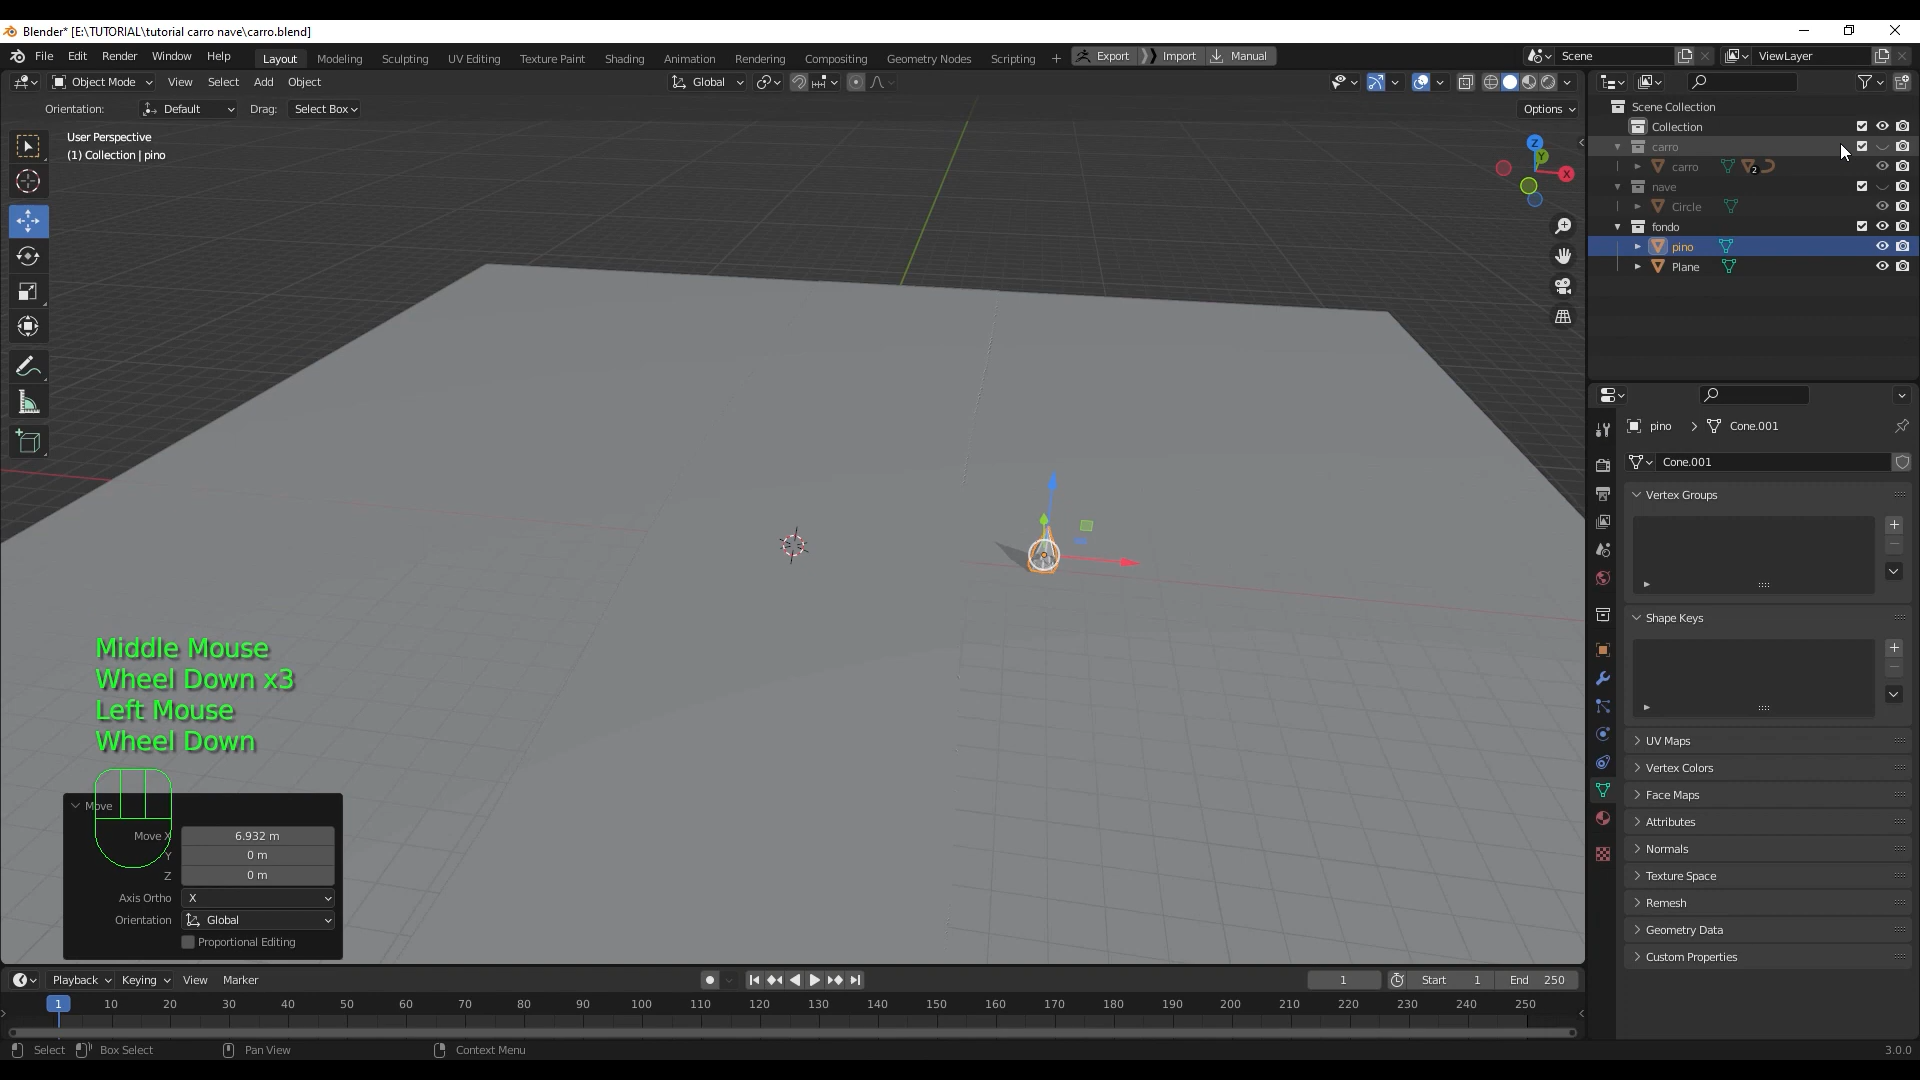 Blender* [E:\TUTORIAL\tutorial carro nave\carro.blend]
File Edit Render Window Help Layout Modeling Sculpting UV Editing Texture Paint Shading Animation Rendering Compositing Geometry Nodes Scripting + Export Import Manual Scene ViewLayer
Object Mode View Select Add Object Global
Orientation: Default Drag: Select Box Options
User Perspective
(1) Collection | pino
Z
Y
X
Scene Collection
Collection
carro
carro 2
nave
Circle
fondo
pino
Plane
pino > Cone.001
Cone.001
Vertex Groups
Shape Keys
UV Maps
Vertex Colors
Face Maps
Attributes
Normals
Texture Space
Remesh
Geometry Data
Custom Properties
Middle Mouse
Wheel Down x3
Left Mouse
Wheel Down
Move
Move X 6.932 m
Y 0 m
Z 0 m
Axis Ortho X
Orientation Global
Proportional Editing
Playback Keying View Marker 1 Start 1 End 250
1 10 20 30 40 50 60 70 80 90 100 110 120 130 140 150 160 170 180 190 200 210 220 230 240 250
Select Box Select Pan View Context Menu 3.0.0